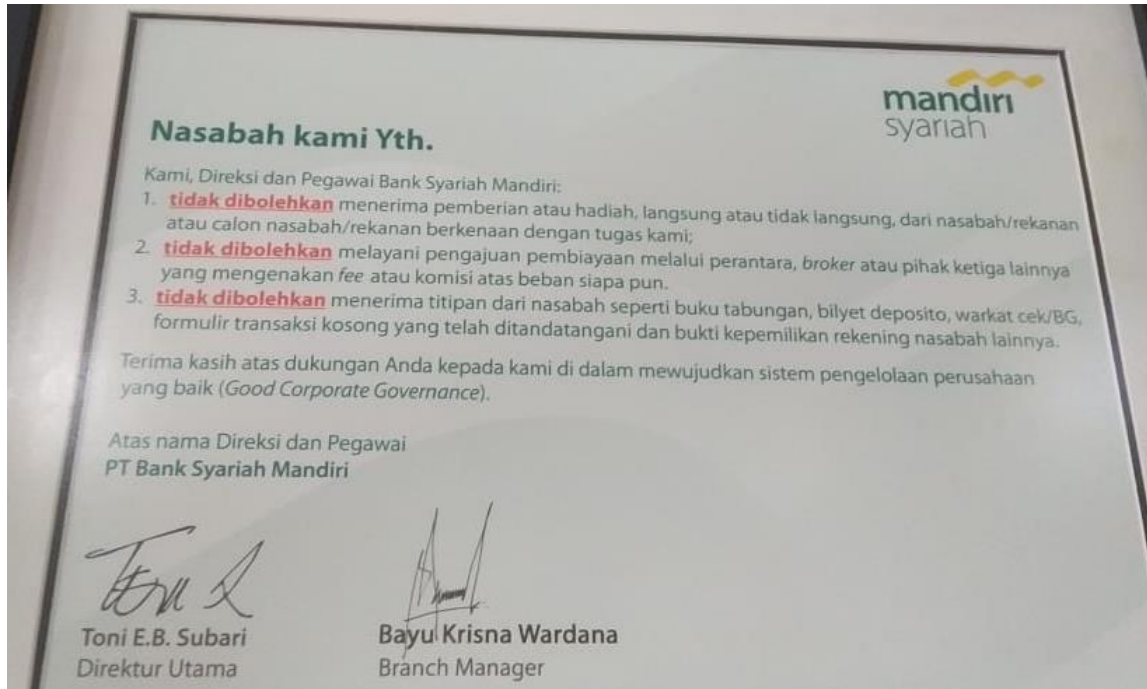 mandiri
syariah
Nasabah kami Yth.
Kami, Direksi dan Pegawai Bank Syariah Mandiri:
1. tidak dibolehkan menerima pemberian atau hadiah, langsung atau tidak langsung, dari nasabah/rekanan
atau calon nasabah/rekanan berkenaan dengan tugas kami;
2. tidak dibolehkan melayani pengajuan pembiayaan melalui perantara, broker atau pihak ketiga lainnya
yang mengenakan fee atau komisi atas beban siapa pun.
3. tidak dibolehkan menerima titipan dari nasabah seperti buku tabungan, bilyet deposito, warkat cek/BG,
formulir transaksi kosong yang telah ditandatangani dan bukti kepemilikan rekening nasabah lainnya.
Terima kasih atas dukungan Anda kepada kami di dalam mewujudkan sistem pengelolaan perusahaan
yang baik (Good Corporate Governance).
Atas nama Direksi dan Pegawai
PT Bank Syariah Mandiri
Toni E.B. Subari
Direktur Utama
Bayu Krisna Wardana
Branch Manager